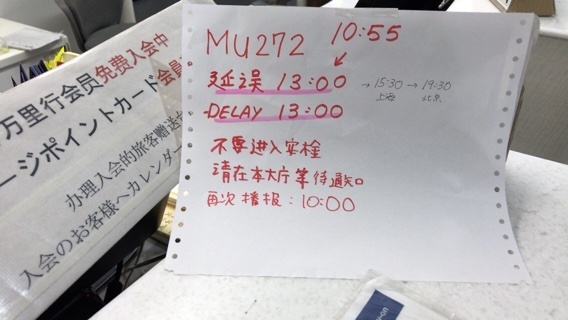 MU272 10:55
延误 13:00 →15:30 →19:30
上海 北京
DELAY 13:00
不要进入安检
请在本大厅等待通知
再次播报：10:00
万里行会员免费入会中
ージポイントカード会員
办理入会的旅客赠送
入会のお客様へカレンダー